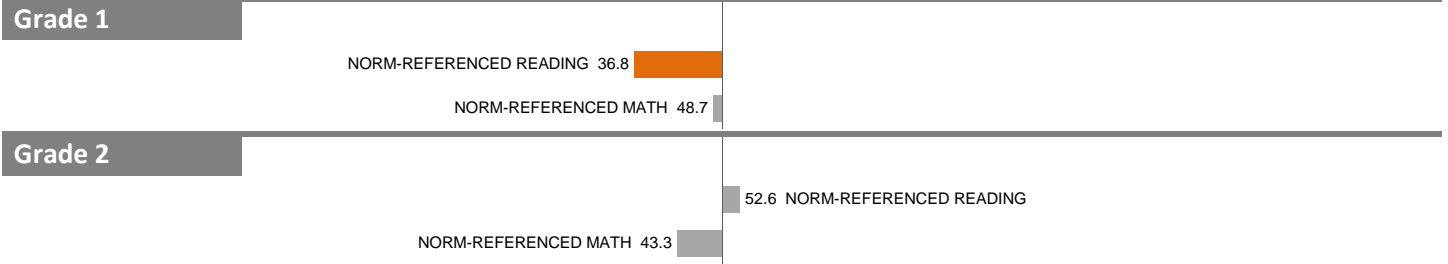 Grade 1
NORM-REFERENCED READING 36.8
NORM-REFERENCED MATH 48.7
Grade 2
52.6 NORM-REFERENCED READING
NORM-REFERENCED MATH 43.3